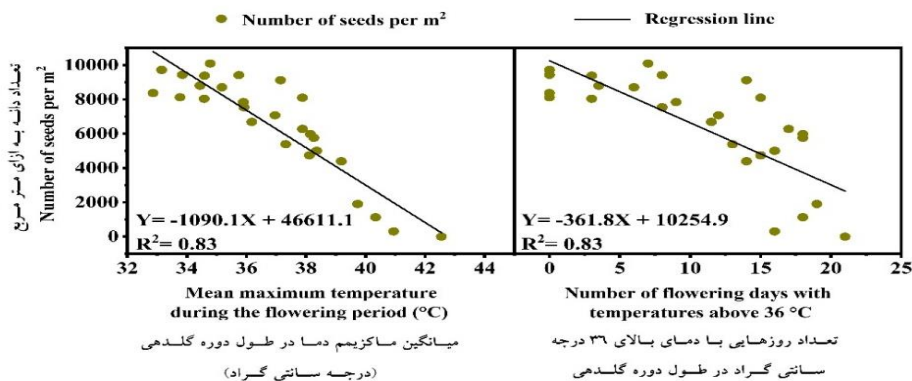 Number of seeds per m²
Regression line
تعداد دانه به ازای متر مربع
Number of seeds per m²
10000
8000
6000
4000
2000
0
Y= -1090.1X + 46611.1
R²= 0.83
32 34 36 38 40 42 44
Mean maximum temperature
during the flowering period (°C)
میانگین ماکزیمم دما در طول دوره گلدهی
(درجه سانتی گراد)
Y= -361.8X + 10254.9
R²= 0.83
0 5 10 15 20 25
Number of flowering days with
temperatures above 36 °C
تعداد روزهایی با دمای بالای ۳۶ درجه
سانتی گراد در طول دوره گلدهی